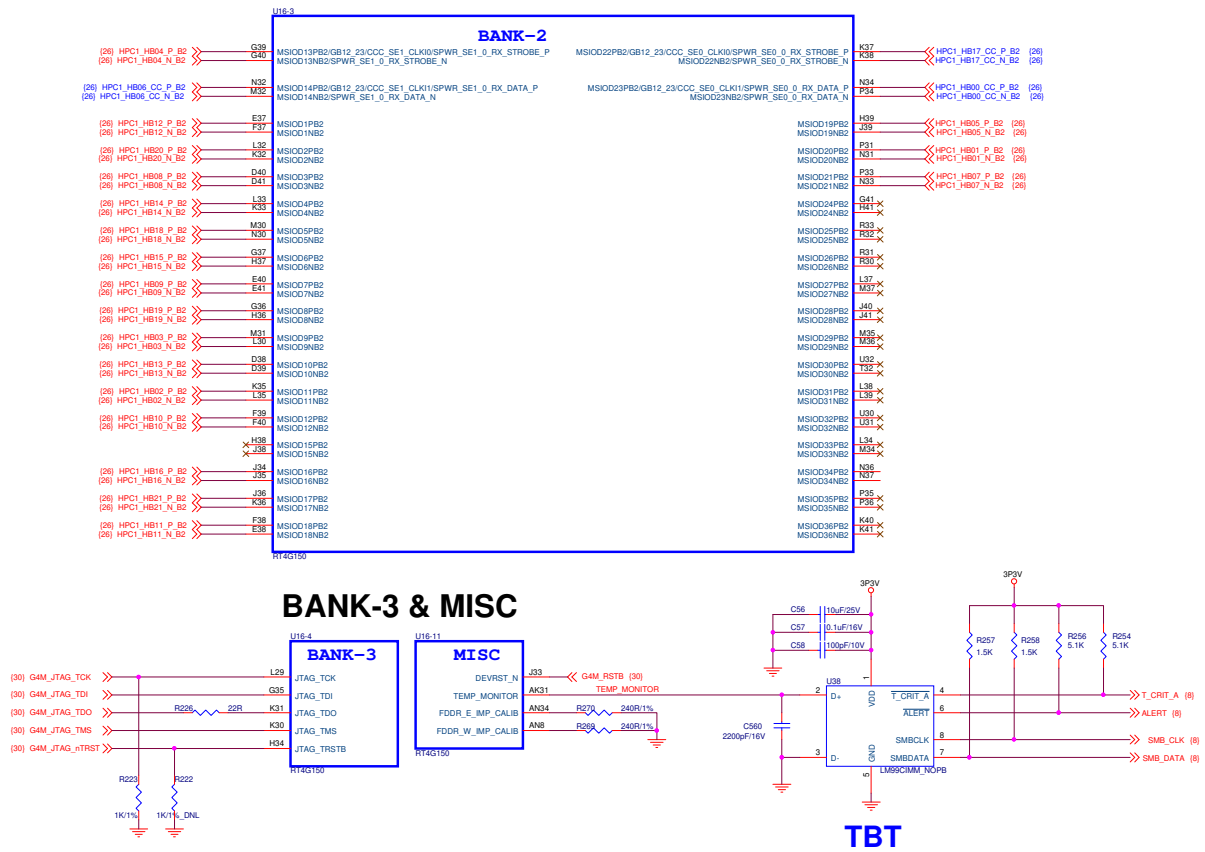 U16-3
BANK-2
{26} HPC1_HB04_P_B2 G39 MSIOD13PB2/GB12_23/CCC_SE1_CLKI0/SPWR_SE1_0_RX_STROBE_P MSIOD22PB2/GB12_23/CCC_SE0_CLKI0/SPWR_SE0_0_RX_STROBE_P K37 HPC1_HB17_CC_P_B2 {26}
{26} HPC1_HB04_N_B2 G40 MSIOD13NB2/SPWR_SE1_0_RX_STROBE_N MSIOD22NB2/SPWR_SE0_0_RX_STROBE_N K38 HPC1_HB17_CC_N_B2 {26}
{26} HPC1_HB06_CC_P_B2 N32 MSIOD14PB2/GB12_23/CCC_SE1_CLKI1/SPWR_SE1_0_RX_DATA_P MSIOD23PB2/GB12_23/CCC_SE0_CLKI1/SPWR_SE0_0_RX_DATA_P N34 HPC1_HB00_CC_P_B2 {26}
{26} HPC1_HB06_CC_N_B2 M32 MSIOD14NB2/SPWR_SE1_0_RX_DATA_N MSIOD23NB2/SPWR_SE0_0_RX_DATA_N P34 HPC1_HB00_CC_N_B2 {26}
{26} HPC1_HB12_P_B2 E37 MSIOD1PB2 MSIOD19PB2 H39 HPC1_HB05_P_B2 {26}
{26} HPC1_HB12_N_B2 F37 MSIOD1NB2 MSIOD19NB2 J39 HPC1_HB05_N_B2 {26}
{26} HPC1_HB20_P_B2 L32 MSIOD2PB2 MSIOD20PB2 P31 HPC1_HB01_P_B2 {26}
{26} HPC1_HB20_N_B2 K32 MSIOD2NB2 MSIOD20NB2 N31 HPC1_HB01_N_B2 {26}
{26} HPC1_HB08_P_B2 D40 MSIOD3PB2 MSIOD21PB2 P33 HPC1_HB07_P_B2 {26}
{26} HPC1_HB08_N_B2 D41 MSIOD3NB2 MSIOD21NB2 N33 HPC1_HB07_N_B2 {26}
{26} HPC1_HB14_P_B2 L33 MSIOD4PB2 MSIOD24PB2 G41
{26} HPC1_HB14_N_B2 K33 MSIOD4NB2 MSIOD24NB2 H41
{26} HPC1_HB18_P_B2 M30 MSIOD5PB2 MSIOD25PB2 R33
{26} HPC1_HB18_N_B2 N30 MSIOD5NB2 MSIOD25NB2 R32
{26} HPC1_HB15_P_B2 G37 MSIOD6PB2 MSIOD26PB2 R31
{26} HPC1_HB15_N_B2 H37 MSIOD6NB2 MSIOD26NB2 R30
{26} HPC1_HB09_P_B2 E40 MSIOD7PB2 MSIOD27PB2 L37
{26} HPC1_HB09_N_B2 E41 MSIOD7NB2 MSIOD27NB2 M37
{26} HPC1_HB19_P_B2 G36 MSIOD8PB2 MSIOD28PB2 J40
{26} HPC1_HB19_N_B2 H36 MSIOD8NB2 MSIOD28NB2 J41
{26} HPC1_HB03_P_B2 M31 MSIOD9PB2 MSIOD29PB2 M35
{26} HPC1_HB03_N_B2 L30 MSIOD9NB2 MSIOD29NB2 M36
{26} HPC1_HB13_P_B2 D38 MSIOD10PB2 MSIOD30PB2 U32
{26} HPC1_HB13_N_B2 D39 MSIOD10NB2 MSIOD30NB2 T32
{26} HPC1_HB02_P_B2 K35 MSIOD11PB2 MSIOD31PB2 L38
{26} HPC1_HB02_N_B2 L35 MSIOD11NB2 MSIOD31NB2 L39
{26} HPC1_HB10_P_B2 F39 MSIOD12PB2 MSIOD32PB2 U30
{26} HPC1_HB10_N_B2 F40 MSIOD12NB2 MSIOD32NB2 U31
H38 MSIOD15PB2 MSIOD33PB2 L34
J38 MSIOD15NB2 MSIOD33NB2 M34
{26} HPC1_HB16_P_B2 J34 MSIOD16PB2 MSIOD34PB2 N36
{26} HPC1_HB16_N_B2 J35 MSIOD16NB2 MSIOD34NB2 N37
{26} HPC1_HB21_P_B2 J36 MSIOD17PB2 MSIOD35PB2 P35
{26} HPC1_HB21_N_B2 K36 MSIOD17NB2 MSIOD35NB2 P36
{26} HPC1_HB11_P_B2 F38 MSIOD18PB2 MSIOD36PB2 K40
{26} HPC1_HB11_N_B2 E38 MSIOD18NB2 MSIOD36NB2 K41
RT4G150
BANK-3 & MISC
U16-4
BANK-3
{30} G4M_JTAG_TCK L29 JTAG_TCK
{30} G4M_JTAG_TDI G35 JTAG_TDI
{30} G4M_JTAG_TDO R226 22R K31 JTAG_TDO
{30} G4M_JTAG_TMS K30 JTAG_TMS
{30} G4M_JTAG_nTRST H34 JTAG_TRSTB
RT4G150
R223 R222
1K/1% 1K/1%_DNL
U16-11
MISC
DEVRST_N J33 G4M_RSTB {30}
TEMP_MONITOR AK31 TEMP_MONITOR
FDDR_E_IMP_CALIB AN34 R270 240R/1%
FDDR_W_IMP_CALIB AN8 R269 240R/1%
RT4G150
3P3V
C56 10uF/25V
C57 0.1uF/16V
C58 100pF/10V
C560
2200pF/16V
U38
1 VDD
2 D+
3 D-
5 GND
T_CRIT_A 4 T_CRIT_A {8}
ALERT 6 ALERT {8}
SMBCLK 8 SMB_CLK {8}
SMBDATA 7 SMB_DATA {8}
LM99CIMM_NOPB
3P3V
R257 R258 R256 R254
1.5K 1.5K 5.1K 5.1K
TBT